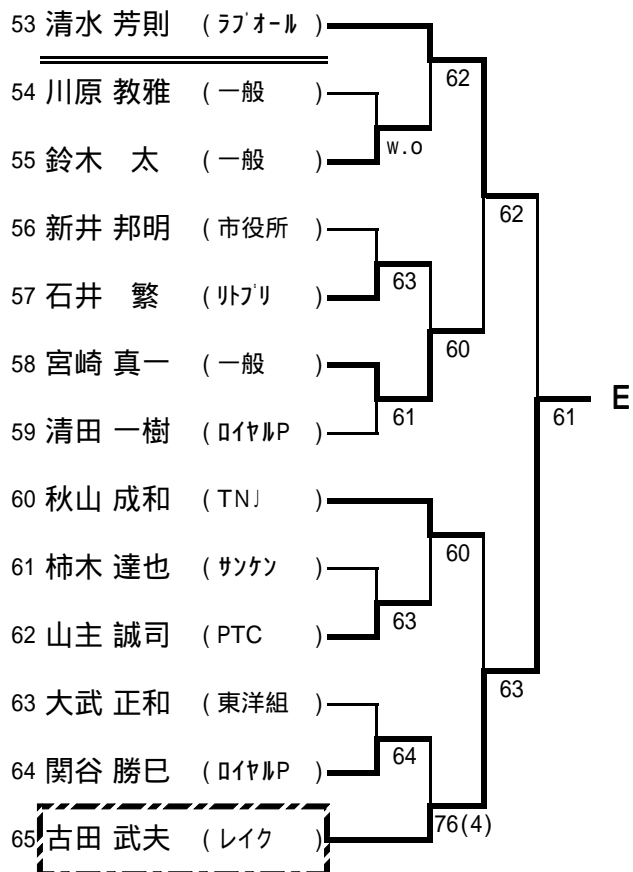 53 清水 芳則 (ラブオール)
62
54 川原 教雅 (一般)
w.o
55 鈴木 太 (一般)
62
56 新井 邦明 (市役所)
63
57 石井 繁 (リトプリ)
60
58 宮崎 真一 (一般)
61
59 清田 一樹 (ロイヤルP)
61 E
60 秋山 成和 (TNJ)
60
61 柿木 達也 (サンケン)
63
62 山主 誠司 (PTC)
63
63 大武 正和 (東洋組)
64
64 関谷 勝巳 (ロイヤルP)
76(4)
65 古田 武夫 (レイク)